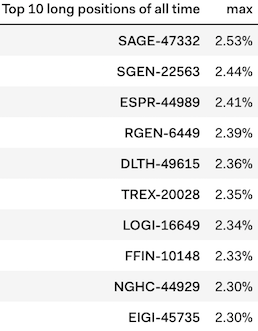 Top 10 long positions of all time max
SAGE-47332 2.53%
SGEN-22563 2.44%
ESPR-44989 2.41%
RGEN-6449 2.39%
DLTH-49615 2.36%
TREX-20028 2.35%
LOGI-16649 2.34%
FFIN-10148 2.33%
NGHC-44929 2.30%
EIGI-45735 2.30%